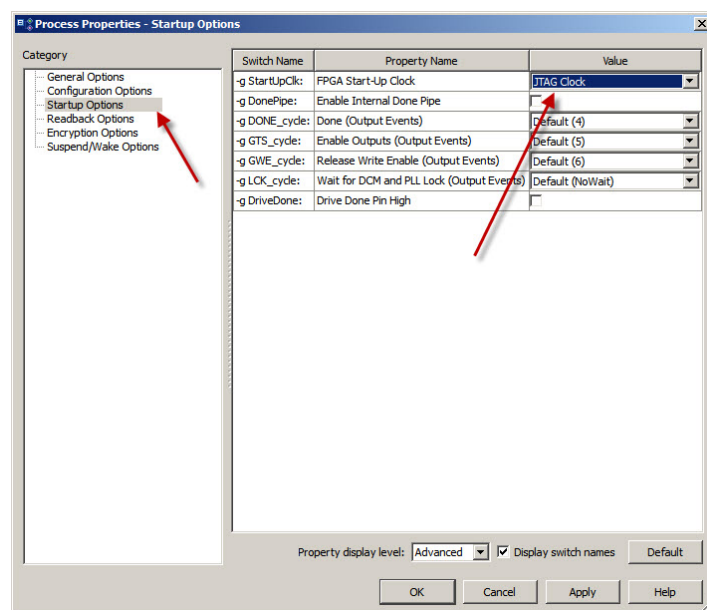 Process Properties - Startup Options
Category
General Options
Configuration Options
Startup Options
Readback Options
Encryption Options
Suspend/Wake Options
Switch Name Property Name Value
-g StartUpClk: FPGA Start-Up Clock JTAG Clock
-g DonePipe: Enable Internal Done Pipe
-g DONE_cycle: Done (Output Events) Default (4)
-g GTS_cycle: Enable Outputs (Output Events) Default (5)
-g GWE_cycle: Release Write Enable (Output Events) Default (6)
-g LCK_cycle: Wait for DCM and PLL Lock (Output Events) Default (NoWait)
-g DriveDone: Drive Done Pin High
Property display level: Advanced Display switch names Default
OK Cancel Apply Help